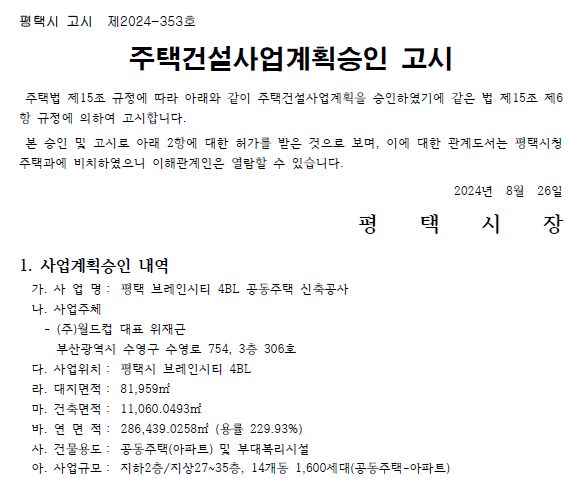 평택시 고시 제2024-353호
주택건설사업계획승인 고시
주택법 제15조 규정에 따라 아래와 같이 주택건설사업계획을 승인하였기에 같은 법 제15조 제6
항 규정에 의하여 고시합니다.
본 승인 및 고시로 아래 2항에 대한 허가를 받은 것으로 보며, 이에 대한 관계도서는 평택시청
주택과에 비치하였으니 이해관계인은 열람할 수 있습니다.
2024년 8월 26일
평 택 시 장
1. 사업계획승인 내역
가. 사 업 명 : 평택 브레인시티 4BL 공동주택 신축공사
나. 사업주체
- (주)월드컵 대표 위재근
부산광역시 수영구 수영로 754, 3층 306호
다. 사업위치 : 평택시 브레인시티 4BL
라. 대지면적 : 81,959㎡
마. 건축면적 : 11,060.0493㎡
바. 연 면 적 : 286,439.0258㎡ (용률 229.93%)
사. 건물용도 : 공동주택(아파트) 및 부대복리시설
아. 사업규모 : 지하2층/지상27~35층, 14개동 1,600세대(공동주택-아파트)